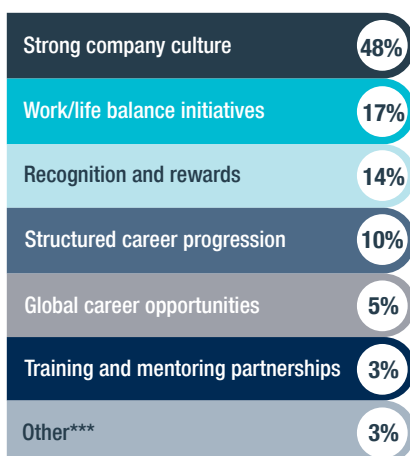 Strong company culture 48%
Work/life balance initiatives 17%
Recognition and rewards 14%
Structured career progression 10%
Global career opportunities 5%
Training and mentoring partnerships 3%
Other*** 3%